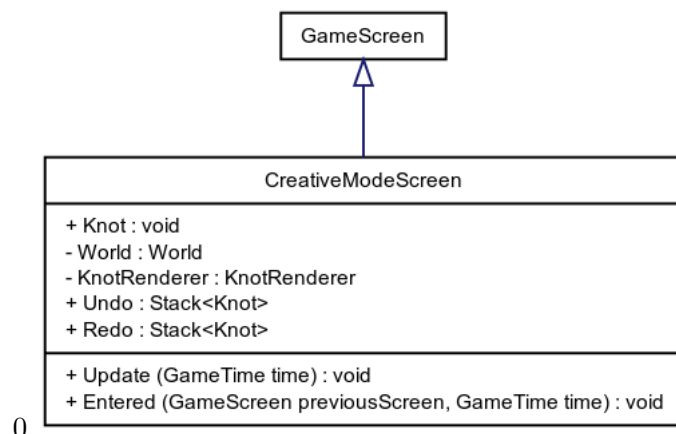 GameScreen
CreativeModeScreen
+ Knot : void
- World : World
- KnotRenderer : KnotRenderer
+ Undo : Stack<Knot>
+ Redo : Stack<Knot>
+ Update (GameTime time) : void
+ Entered (GameScreen previousScreen, GameTime time) : void
0